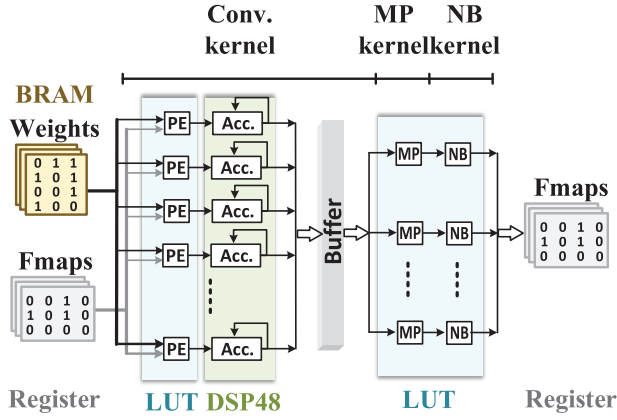 Conv.
kernel
MP
kernel
NB
kernel
BRAM
Weights
0 1 1
1 0 1
0 0 1
1 0 0
Fmaps
0 0 1 0
1 0 1 0
0 0 0 0
PE
Acc.
PE
Acc.
PE
Acc.
PE
Acc.
PE
Acc.
Buffer
MP
NB
MP
NB
MP
NB
Fmaps
0 0 1 0
1 0 1 0
0 0 0 0
Register
LUT
DSP48
LUT
Register